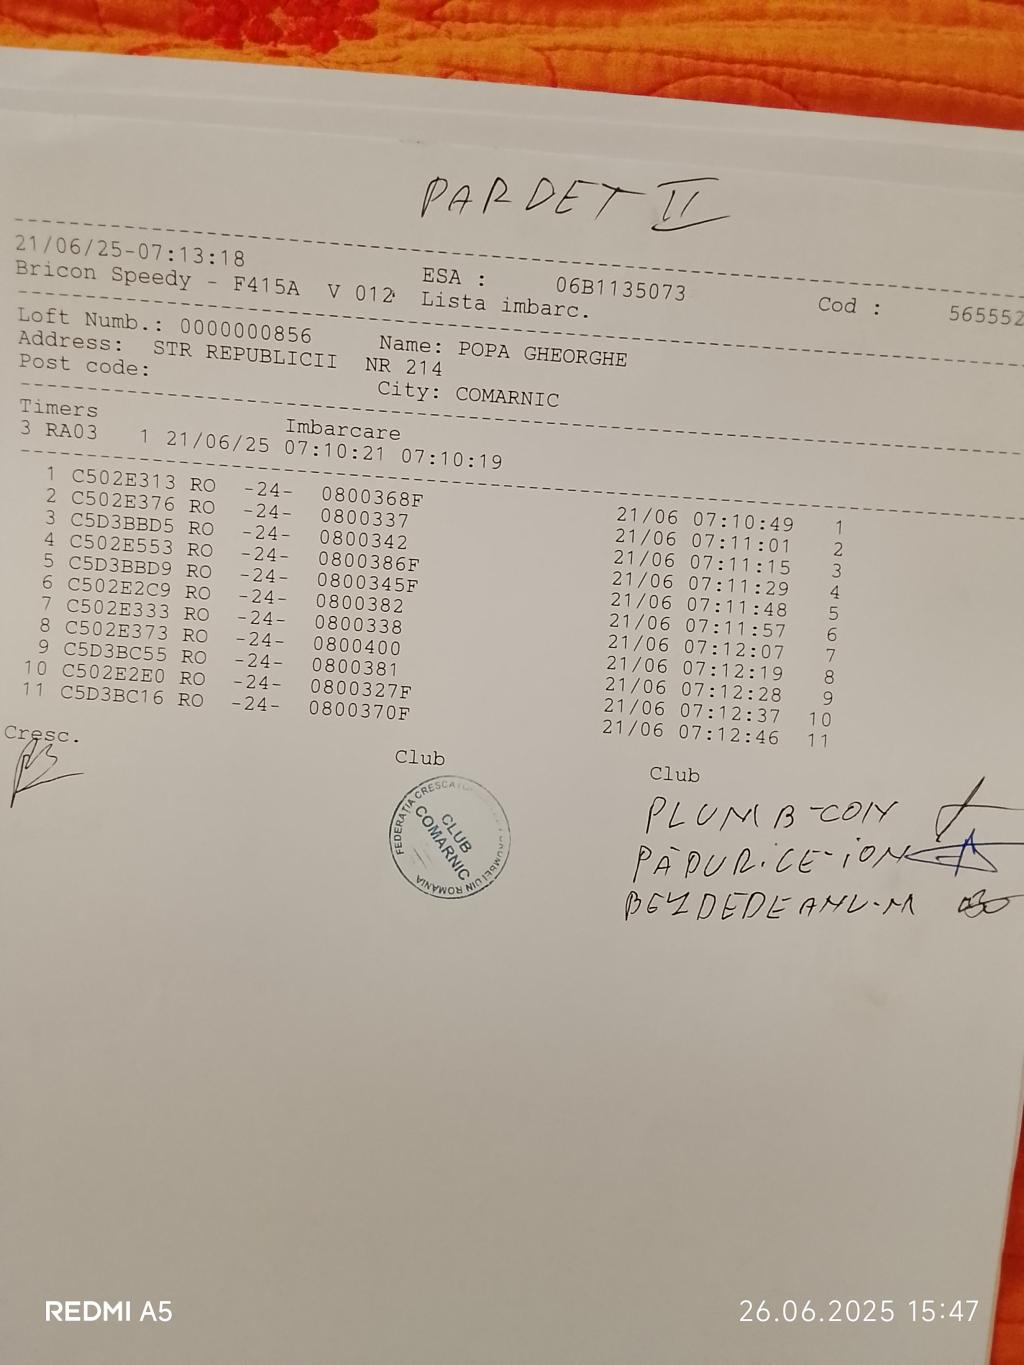 PARDET II
21/06/25-07:13:18 ESA : 06B1135073 Cod : 565552
Bricon Speedy - F415A V 012 Lista imbarc.
Loft Numb.: 0000000856 Name: POPA GHEORGHE
Address: STR REPUBLICII NR 214
Post code: City: COMARNIC
Timers Imbarcare
3 RA03 1 21/06/25 07:10:21 07:10:19
1 C502E313 RO -24- 0800368F 21/06 07:10:49 1
2 C502E376 RO -24- 0800337 21/06 07:11:01 2
3 C5D3BBD5 RO -24- 0800342 21/06 07:11:15 3
4 C502E553 RO -24- 0800386F 21/06 07:11:29 4
5 C5D3BBD9 RO -24- 0800345F 21/06 07:11:48 5
6 C502E2C9 RO -24- 0800382 21/06 07:11:57 6
7 C502E333 RO -24- 0800338 21/06 07:12:07 7
8 C502E373 RO -24- 0800400 21/06 07:12:19 8
9 C5D3BC55 RO -24- 0800381 21/06 07:12:28 9
10 C502E2E0 RO -24- 0800327F 21/06 07:12:37 10
11 C5D3BC16 RO -24- 0800370F 21/06 07:12:46 11
Cresc. Club Club
FEDERATIA DIN ROMANIA
CLUB
COMARNIC
PLUMB-CON
PĂDURICE-ION
BEZDEDEANU-M
REDMI A5 26.06.2025 15:47